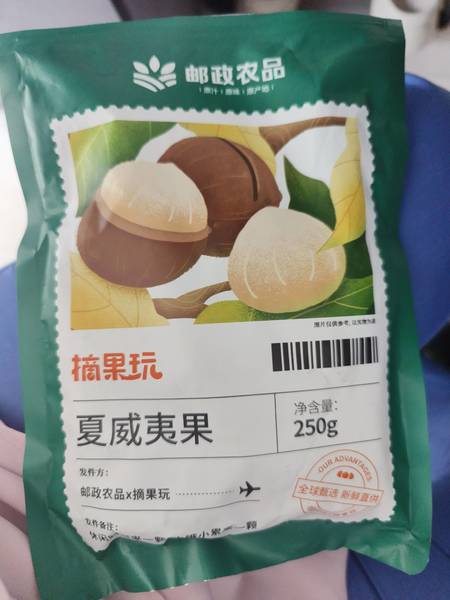 邮政农品
原汁 | 原味 | 原产地
图片仅供参考, 以实物为准
摘果玩
夏威夷果
净含量:
250g
发件方:
邮政农品x摘果玩
OUR ADVANTAGES
全球甄选 新鲜直供
发件备注: